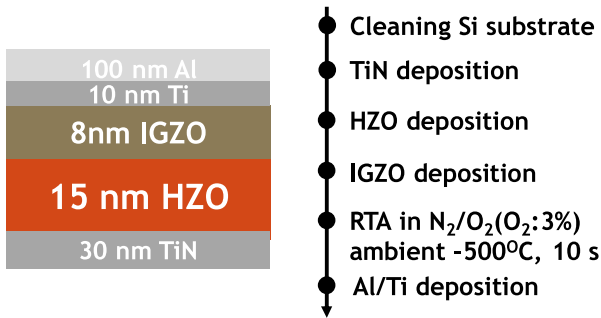 100 nm Al
10 nm Ti
8nm IGZO
15 nm HZO
30 nm TiN
Cleaning Si substrate
TiN deposition
HZO deposition
IGZO deposition
RTA in N₂/O₂(O₂:3%)
ambient -500⁰C, 10 s
Al/Ti deposition